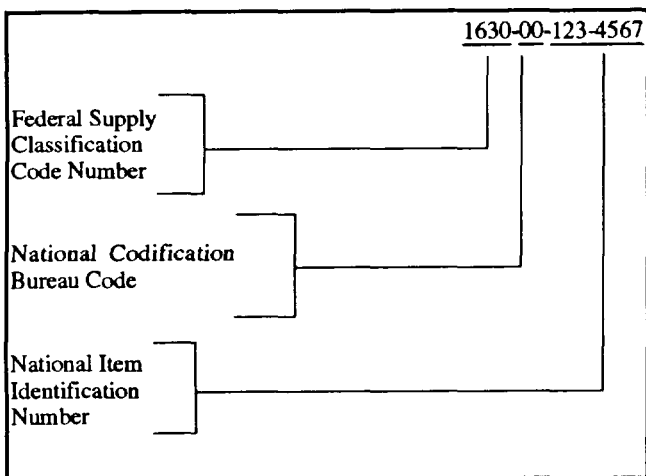 1630-00-123-4567
Federal Supply
Classification
Code Number
National Codification
Bureau Code
National Item
Identification
Number